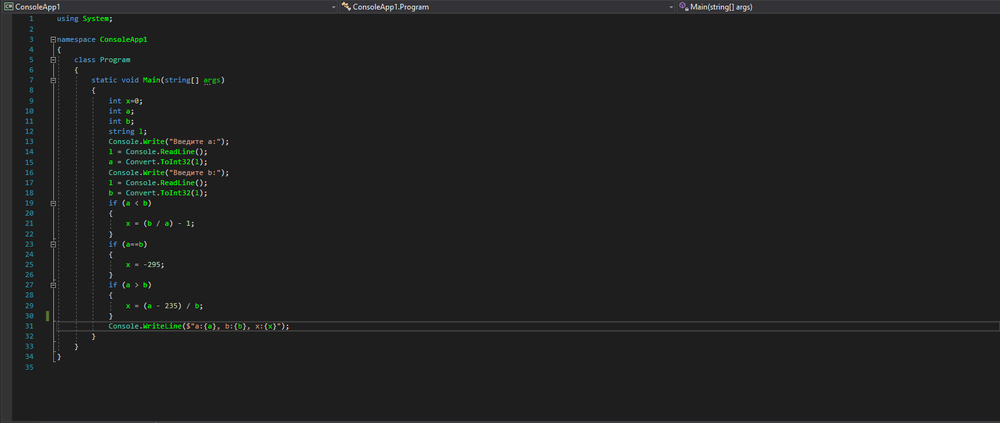 C# ConsoleApp1 ConsoleApp1.Program Main(string[] args)
1 using System;
2
3 namespace ConsoleApp1
4 {
5 class Program
6 {
7 static void Main(string[] args)
8 {
9 int x=0;
10 int a;
11 int b;
12 string l;
13 Console.Write("Введите a:");
14 l = Console.ReadLine();
15 a = Convert.ToInt32(l);
16 Console.Write("Введите b:");
17 l = Console.ReadLine();
18 b = Convert.ToInt32(l);
19 if (a < b)
20 {
21 x = (b / a) - 1;
22 }
23 if (a==b)
24 {
25 x = -295;
26 }
27 if (a > b)
28 {
29 x = (a - 235) / b;
30 }
31 Console.WriteLine($"a:{a}, b:{b}, x:{x}");
32 }
33 }
34 }
35